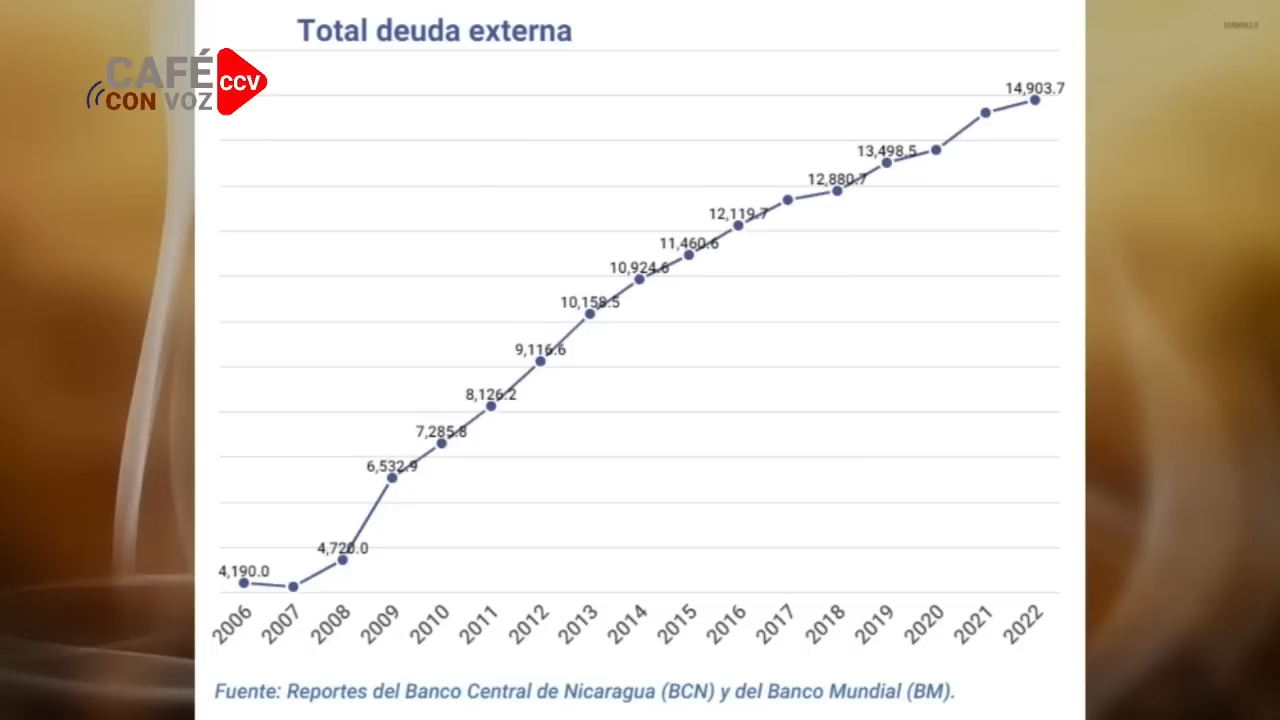 Total deuda externa
CAFÉ
CON VOZ
CCV
14,903.7
13,498.5
12,880.7
12,119.7
11,460.6
10,924.6
10,158.5
9,116.6
8,126.2
7,285.8
6,532.9
4,720.0
4,190.0
2006 2007 2008 2009 2010 2011 2012 2013 2014 2015 2016 2017 2018 2019 2020 2021 2022
Fuente: Reportes del Banco Central de Nicaragua (BCN) y del Banco Mundial (BM).